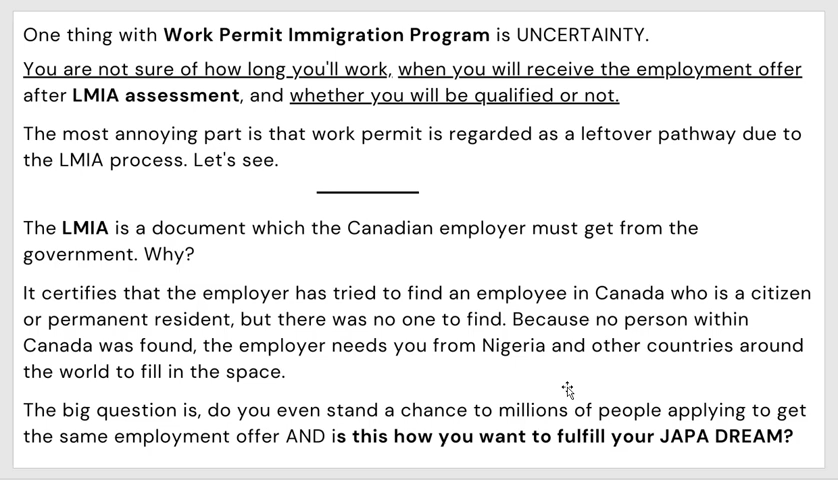 One thing with Work Permit Immigration Program is UNCERTAINTY.
You are not sure of how long you'll work, when you will receive the employment offer
after LMIA assessment, and whether you will be qualified or not.
The most annoying part is that work permit is regarded as a leftover pathway due to
the LMIA process. Let's see.
The LMIA is a document which the Canadian employer must get from the
government. Why?
It certifies that the employer has tried to find an employee in Canada who is a citizen
or permanent resident, but there was no one to find. Because no person within
Canada was found, the employer needs you from Nigeria and other countries around
the world to fill in the space.
The big question is, do you even stand a chance to millions of people applying to get
the same employment offer AND is this how you want to fulfill your JAPA DREAM?